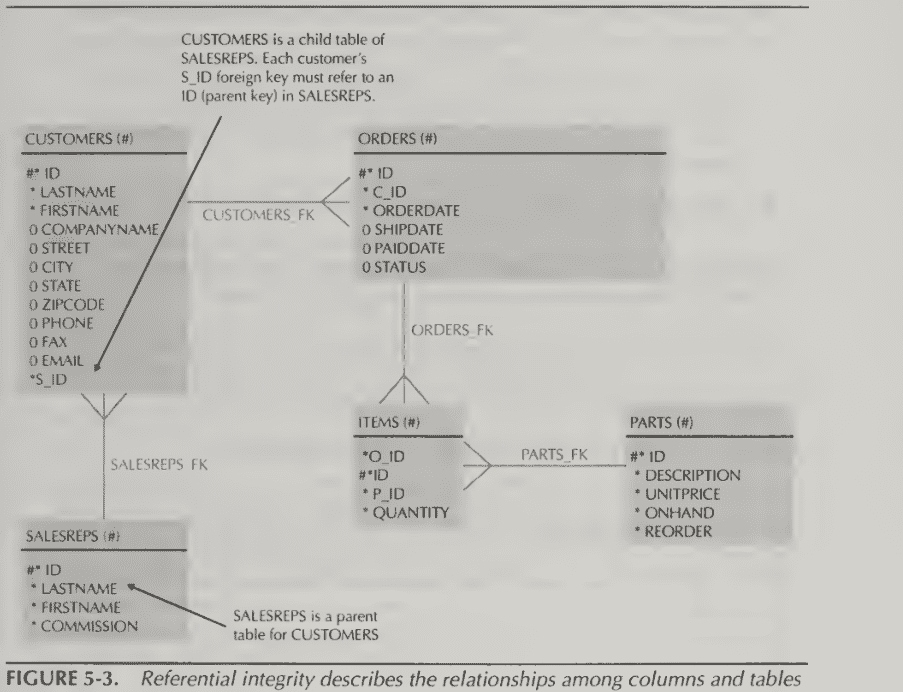 CUSTOMERS is a child table of
SALESREPS. Each customer's
S_ID foreign key must refer to an
ID (parent key) in SALESREPS.
CUSTOMERS (#)
#* ID
* LASTNAME
* FIRSTNAME
0 COMPANYNAME
0 STREET
0 CITY
0 STATE
0 ZIPCODE
0 PHONE
0 FAX
0 EMAIL
*S_ID
CUSTOMERS_FK
ORDERS (#)
#* ID
* C_ID
* ORDERDATE
0 SHIPDATE
0 PAIDDATE
0 STATUS
ORDERS_FK
SALESREPS_FK
ITEMS (#)
*O_ID
#*ID
* P_ID
* QUANTITY
PARTS_FK
PARTS (#)
#* ID
* DESCRIPTION
* UNITPRICE
* ONHAND
* REORDER
SALESREPS (#)
#* ID
* LASTNAME
* FIRSTNAME
* COMMISSION
SALESREPS is a parent
table for CUSTOMERS
FIGURE 5-3. Referential integrity describes the relationships among columns and tables